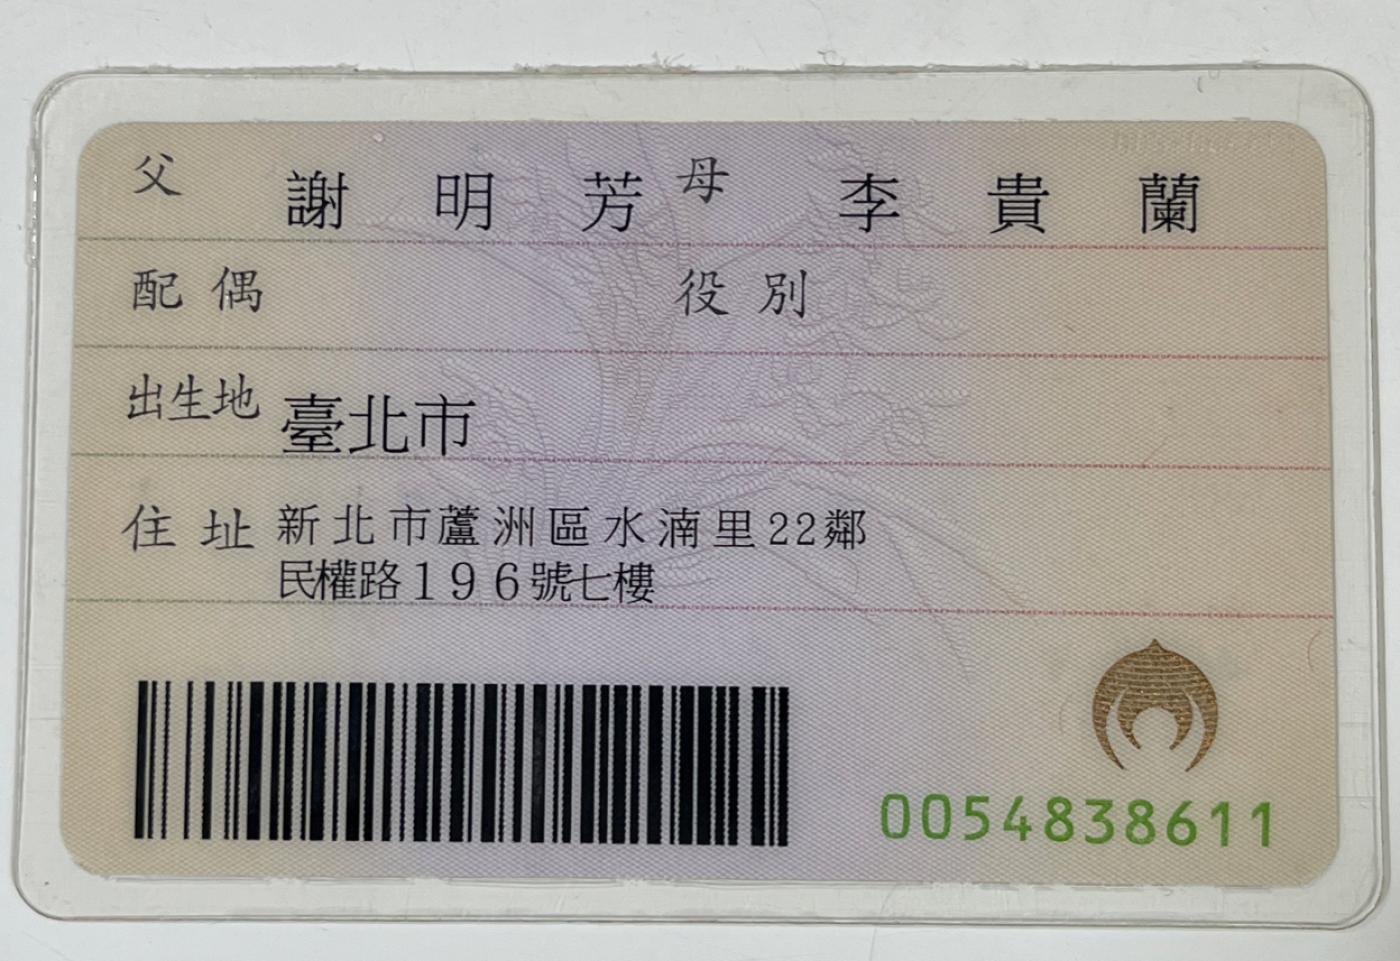 父 謝明芳 母 李貴蘭
配偶 役別
出生地 臺北市
住址 新北市蘆洲區水湳里22鄰
民權路196號七樓
0054838611